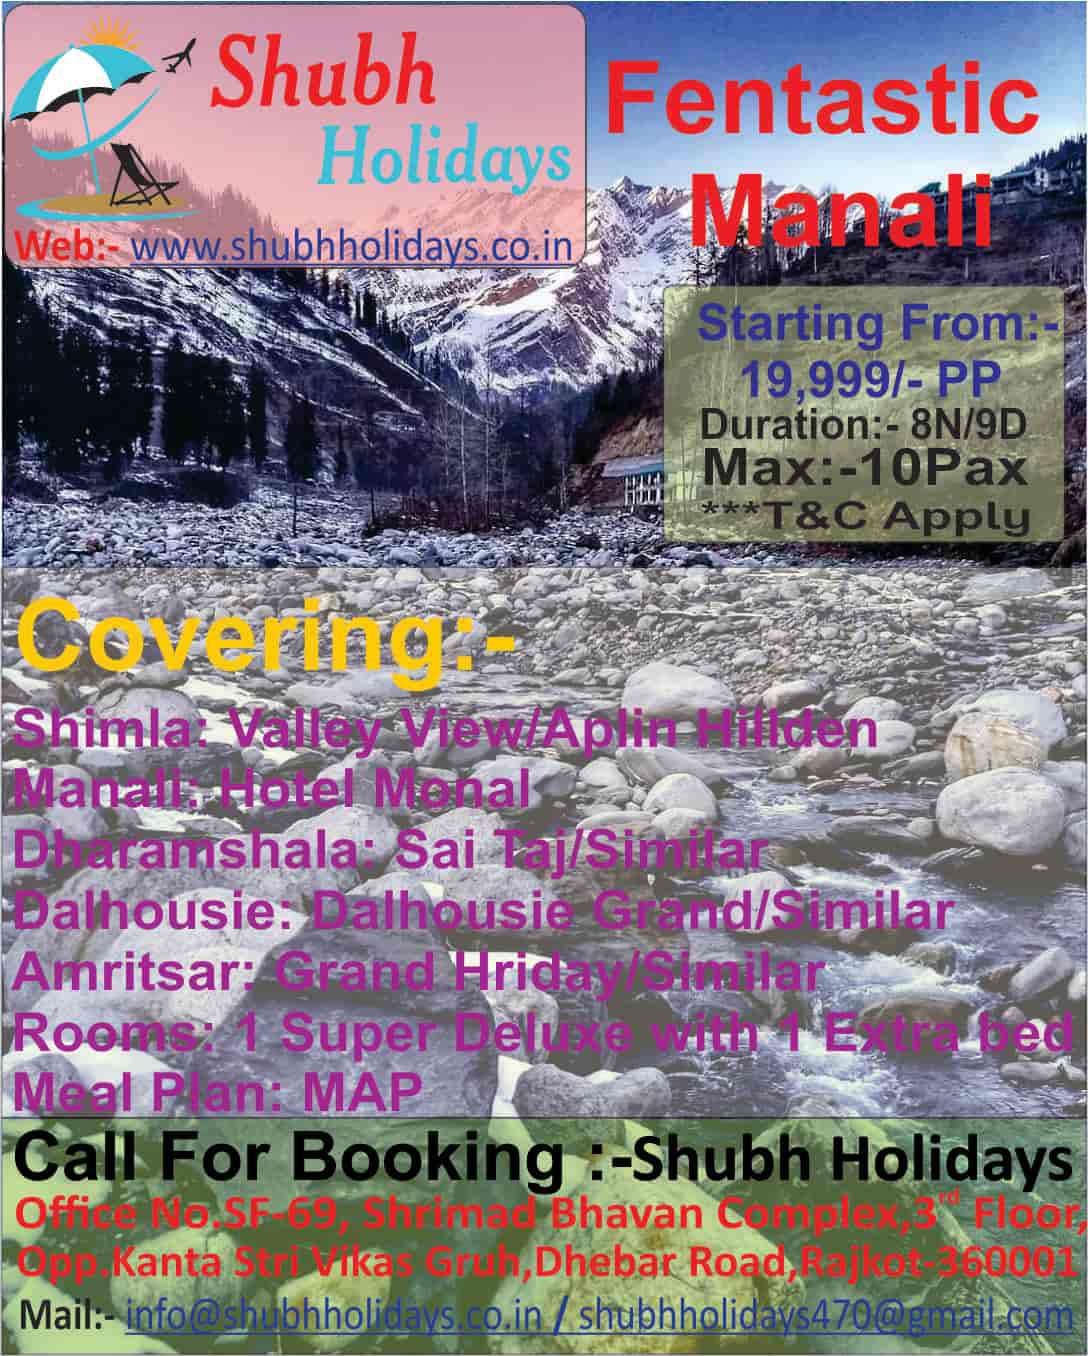 Shubh
Holidays
Web:- www.shubhholidays.co.in
Fentastic
Manali
Starting From:-
19,999/- PP
Duration:- 8N/9D
Max:-10Pax
***T&C Apply
Covering:-
Shimla: Valley View/Aplin Hillden
Manali: Hotel Monal
Dharamshala: Sai Taj/Similar
Dalhousie: Dalhousie Grand/Similar
Amritsar: Grand Hriday/Similar
Rooms: 1 Super Deluxe with 1 Extra bed
Meal Plan: MAP
Call For Booking :-Shubh Holidays
Office No.SF-69, Shrimad Bhavan Complex,3rd Floor,
Opp.Kanta Stri Vikas Gruh,Dhebar Road,Rajkot-360001
Mail:- info@shubhholidays.co.in / shubhholidays470@gmail.com